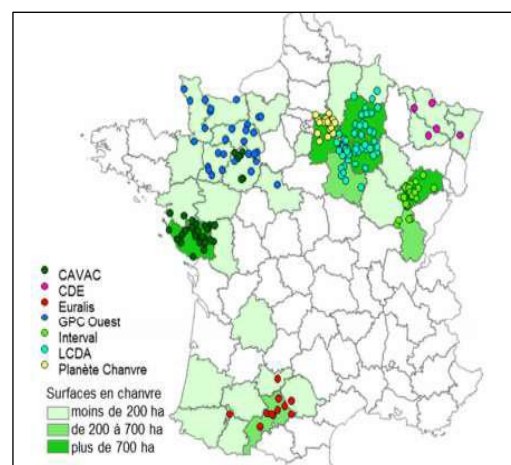 CAVAC
CDE
Euralis
GPC Ouest
Interval
LCDA
Planète Chanvre
Surfaces en chanvre
moins de 200 ha
de 200 à 700 ha
plus de 700 ha